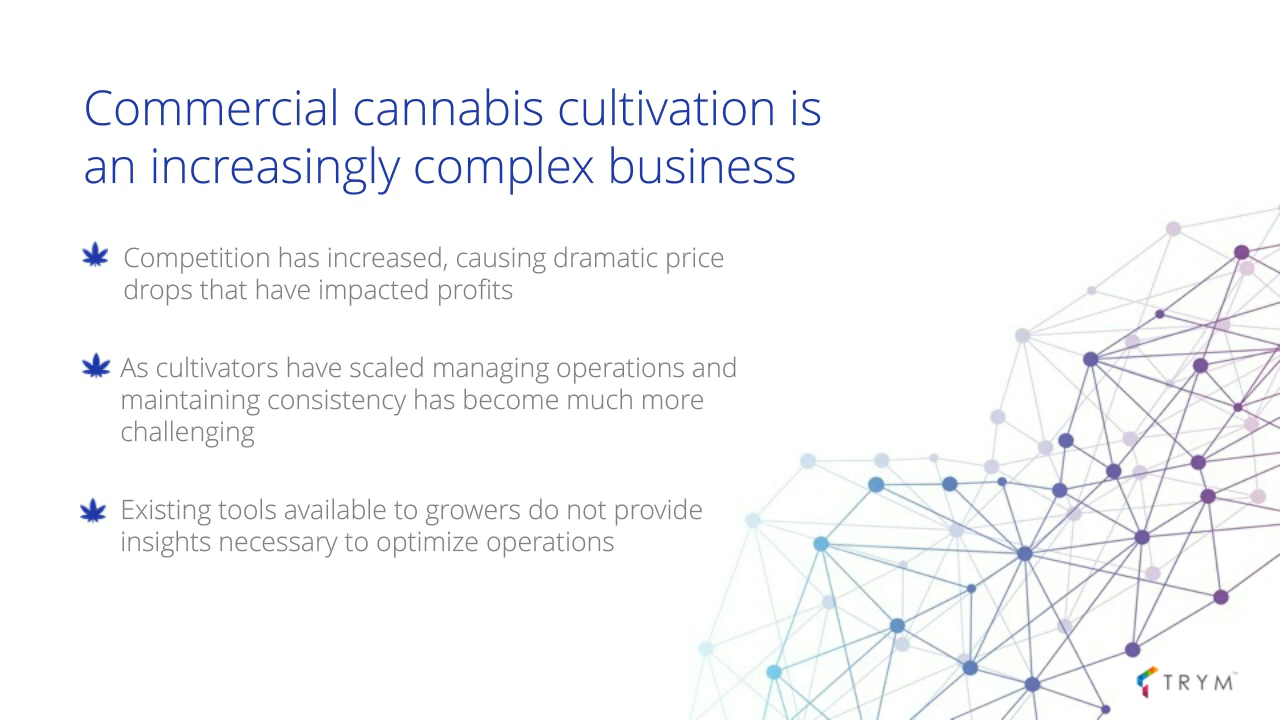 Commercial cannabis cultivation is
an increasingly complex business
Competition has increased, causing dramatic price
drops that have impacted profits
As cultivators have scaled managing operations and
maintaining consistency has become much more
challenging
Existing tools available to growers do not provide
insights necessary to optimize operations
TRYM™